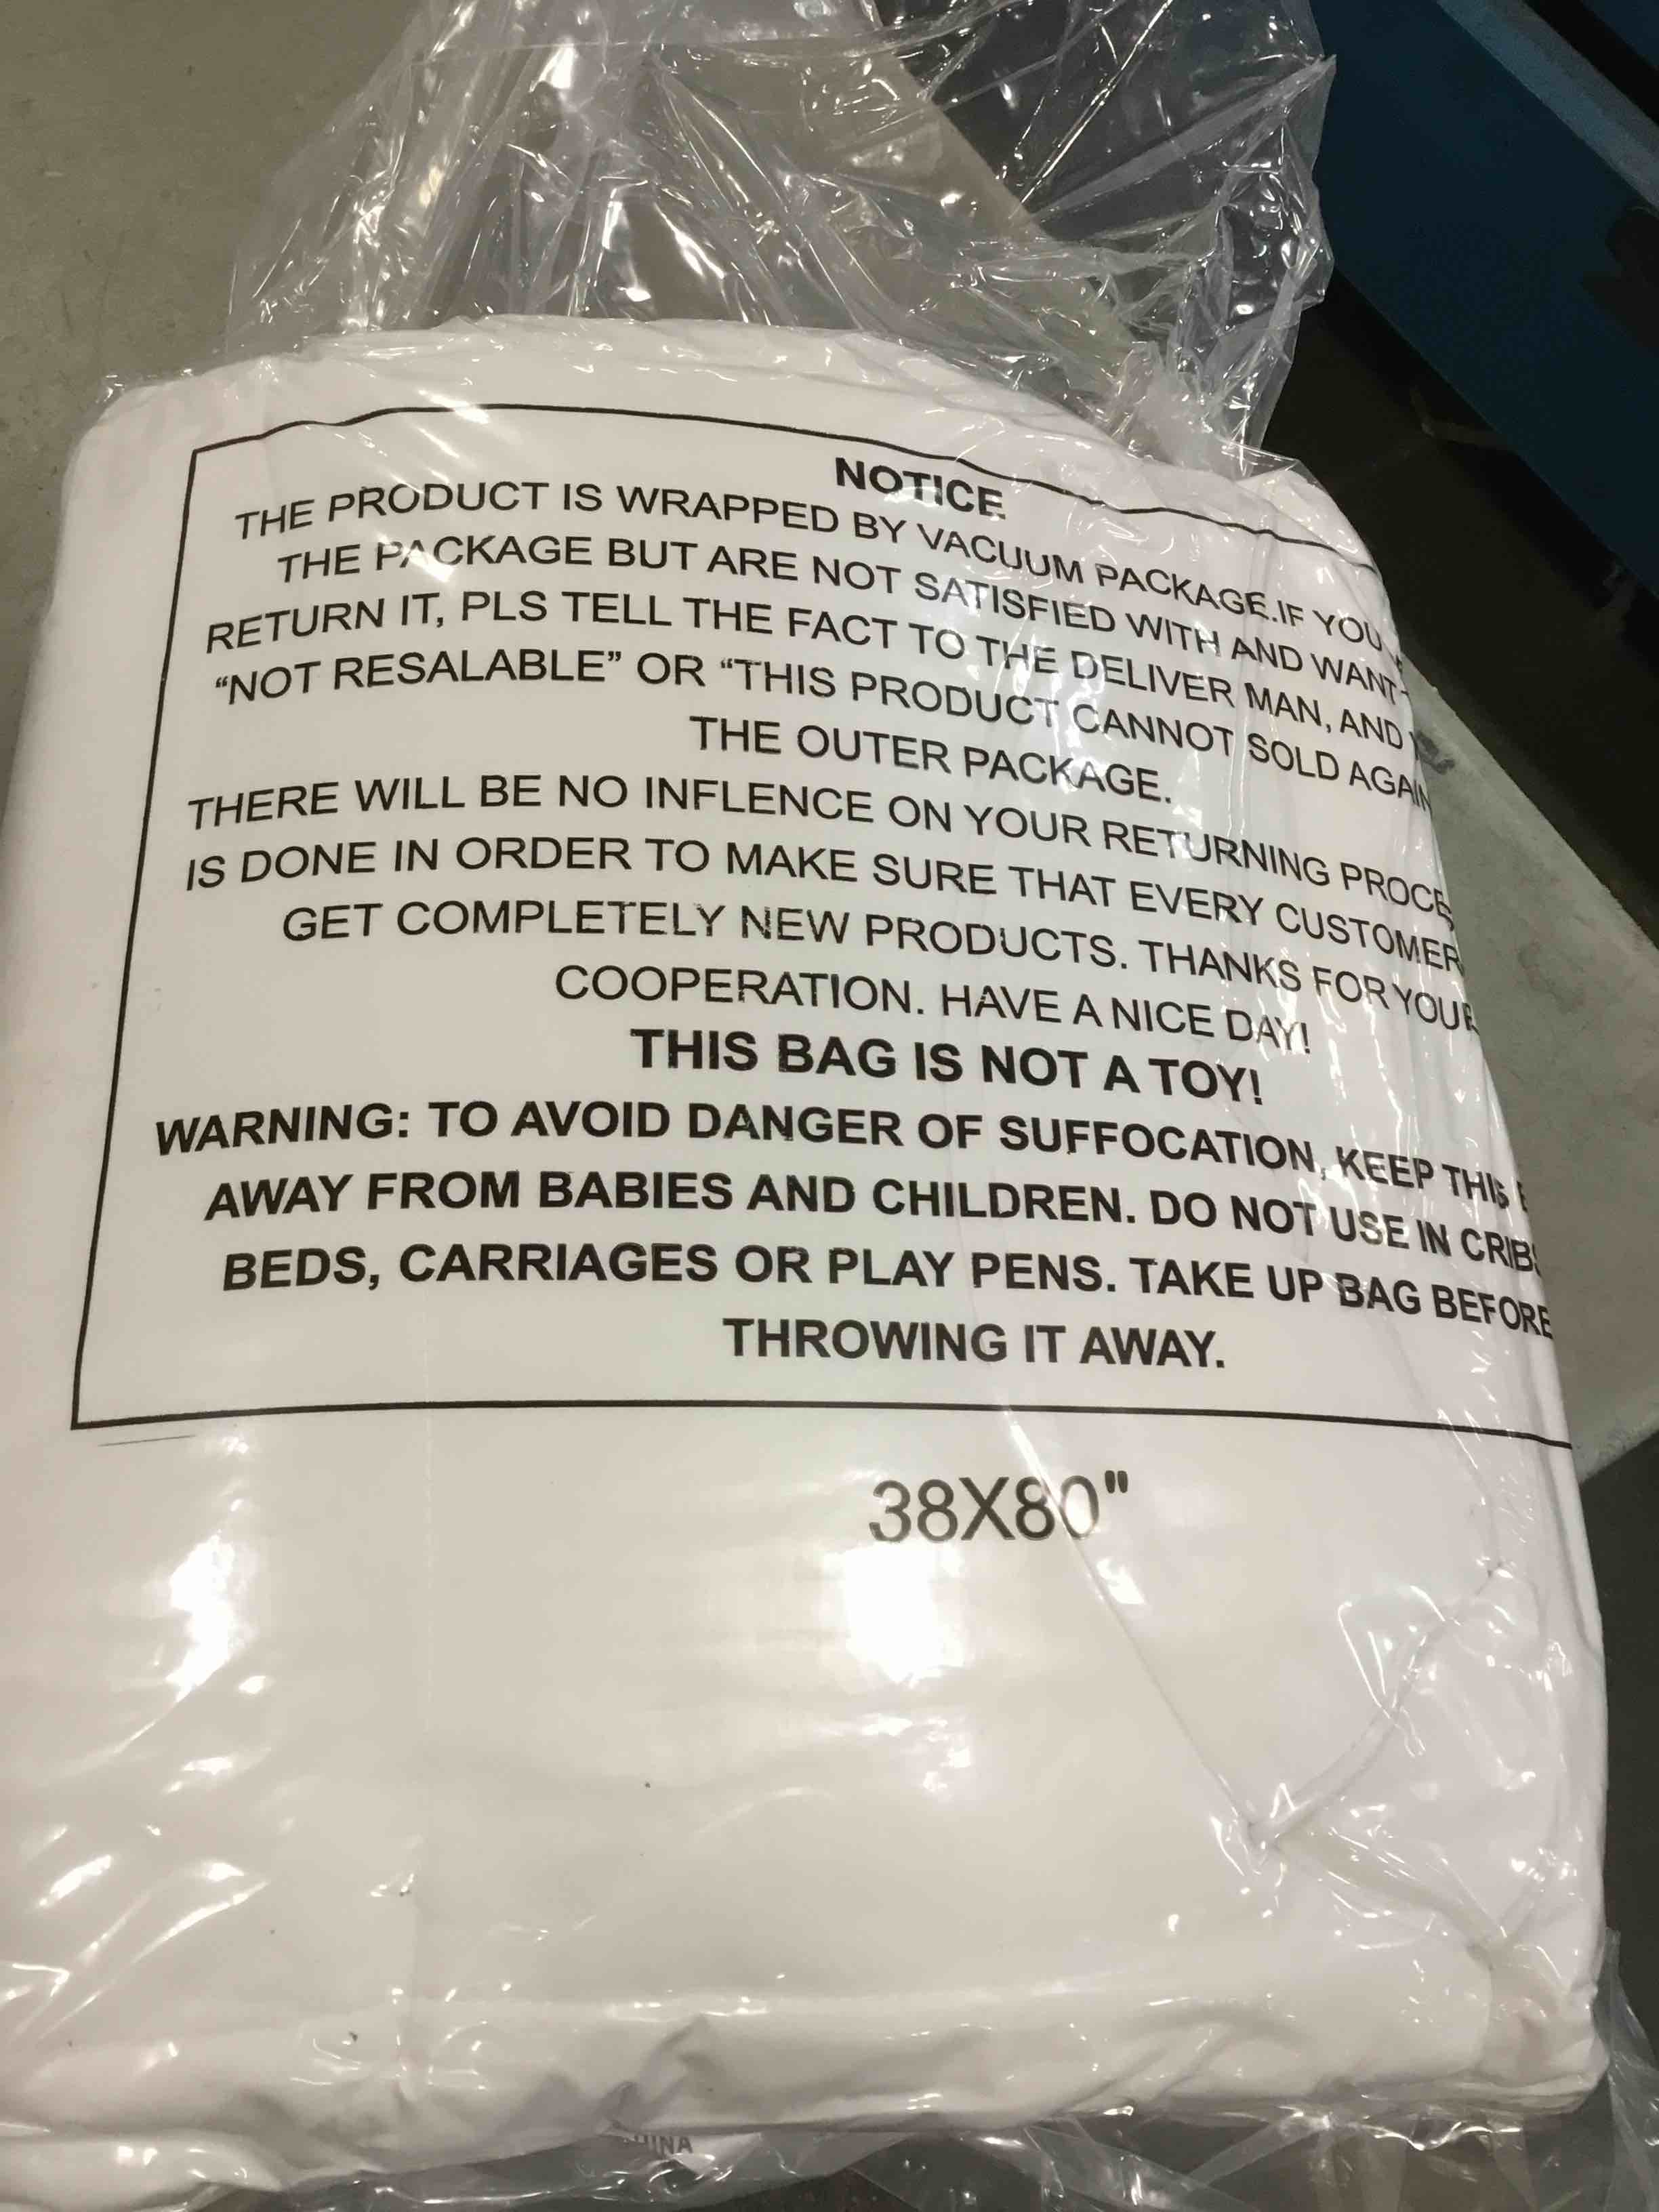 NOTICE
THE PRODUCT IS WRAPPED BY VACUUM PACKAGE.IF YOU
THE PACKAGE BUT ARE NOT SATISFIED WITH AND WANT
RETURN IT, PLS TELL THE FACT TO THE DELIVER MAN, AND
“NOT RESALABLE” OR “THIS PRODUCT CANNOT SOLD AGAIN
THE OUTER PACKAGE.
THERE WILL BE NO INFLENCE ON YOUR RETURNING
IS DONE IN ORDER TO MAKE SURE THAT EVERY CUSTOMER
GET COMPLETELY NEW PRODUCTS. THANKS FOR YOUR
COOPERATION. HAVE A NICE DAY!
THIS BAG IS NOT A TOY!
WARNING: TO AVOID DANGER OF SUFFOCATION, KEEP THIS
AWAY FROM BABIES AND CHILDREN. DO NOT USE IN CRIBS
BEDS, CARRIAGES OR PLAY PENS. TAKE UP BAG BEFORE
THROWING IT AWAY.
38X80"